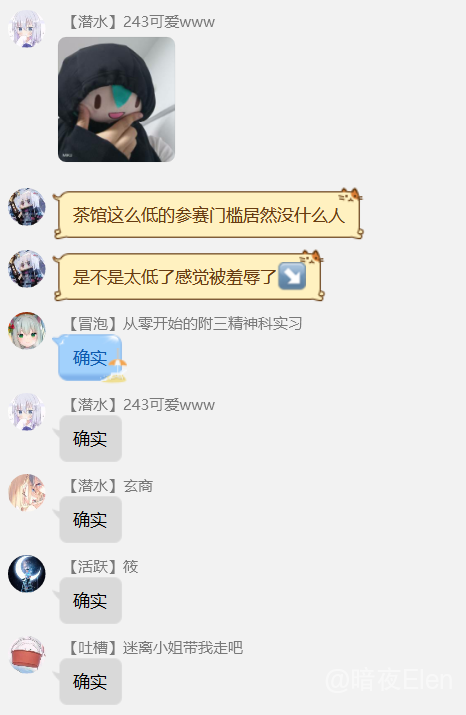 【潜水】243可爱www
茶馆这么低的参赛门槛居然没什么人
是不是太低了感觉被羞辱了↘
【冒泡】从零开始的附三精神科实习
确实
【潜水】243可爱www
确实
【潜水】玄商
确实
【活跃】筱
确实
【吐槽】迷离小姐带我走吧
确实
@暗夜Elen